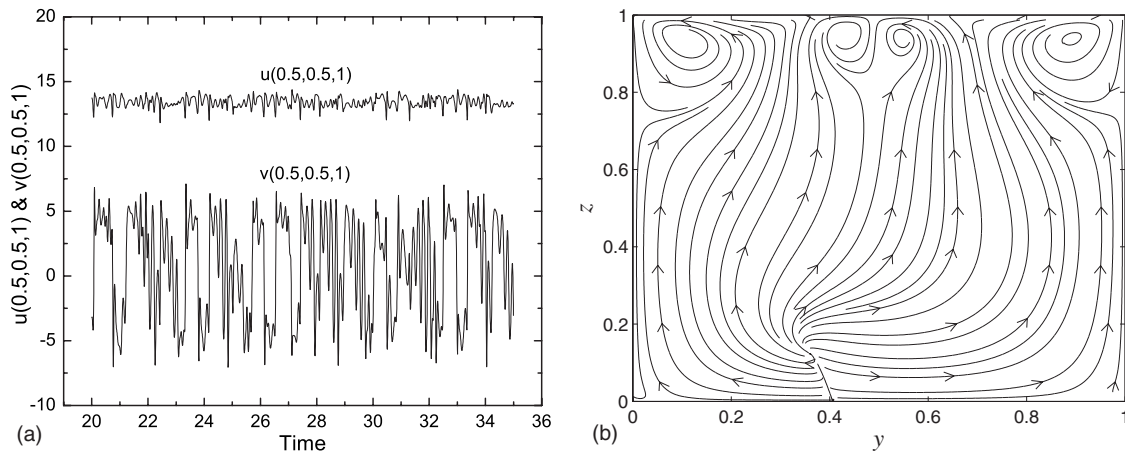 u(0.5,0.5,1) & v(0.5,0.5,1)
20
15
10
5
0
-5
-10
u(0.5,0.5,1)
v(0.5,0.5,1)
20 22 24 26 28 30 32 34 36
Time
(a)
z
1
0.8
0.6
0.4
0.2
0
0 0.2 0.4 0.6 0.8 1
y
(b)